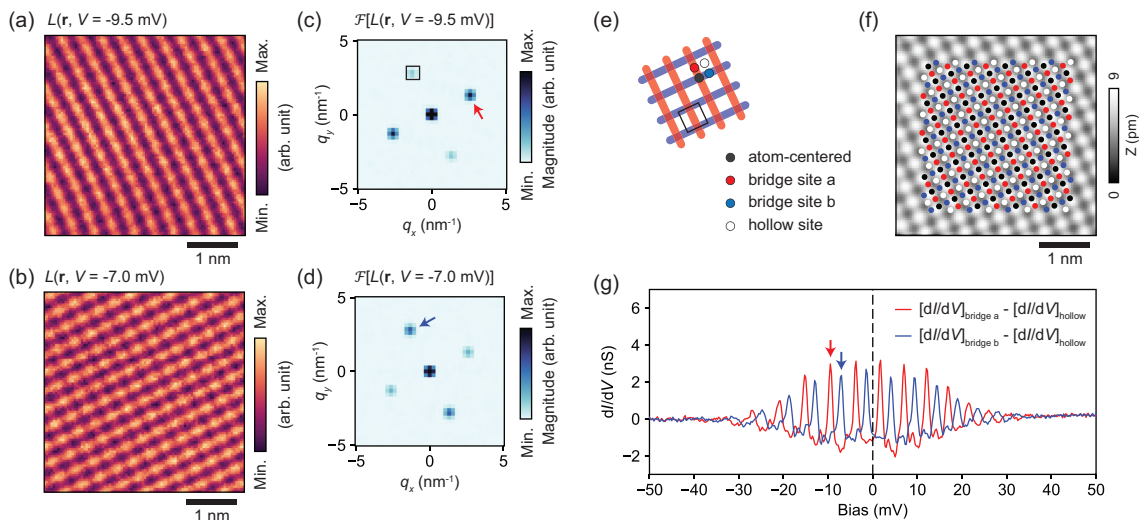 (a) L(r, V = -9.5 mV)
Max.
(arb. unit)
Min.
1 nm
(b) L(r, V = -7.0 mV)
Max.
(arb. unit)
Min.
1 nm
(c) ℱ[L(r, V = -9.5 mV)]
5
0
−5
qy (nm⁻¹)
−5 0 5
qx (nm⁻¹)
Max.
Magnitude (arb. unit)
Min.
(d) ℱ[L(r, V = -7.0 mV)]
5
0
−5
qy (nm⁻¹)
−5 0 5
qx (nm⁻¹)
Max.
Magnitude (arb. unit)
Min.
(e)
atom-centered
bridge site a
bridge site b
hollow site
(f)
9
Z (pm)
0
1 nm
(g)
[dI/dV]bridge a - [dI/dV]hollow
[dI/dV]bridge b - [dI/dV]hollow
6
4
2
0
−2
dI/dV (nS)
−50 −40 −30 −20 −10 0 10 20 30 40 50
Bias (mV)